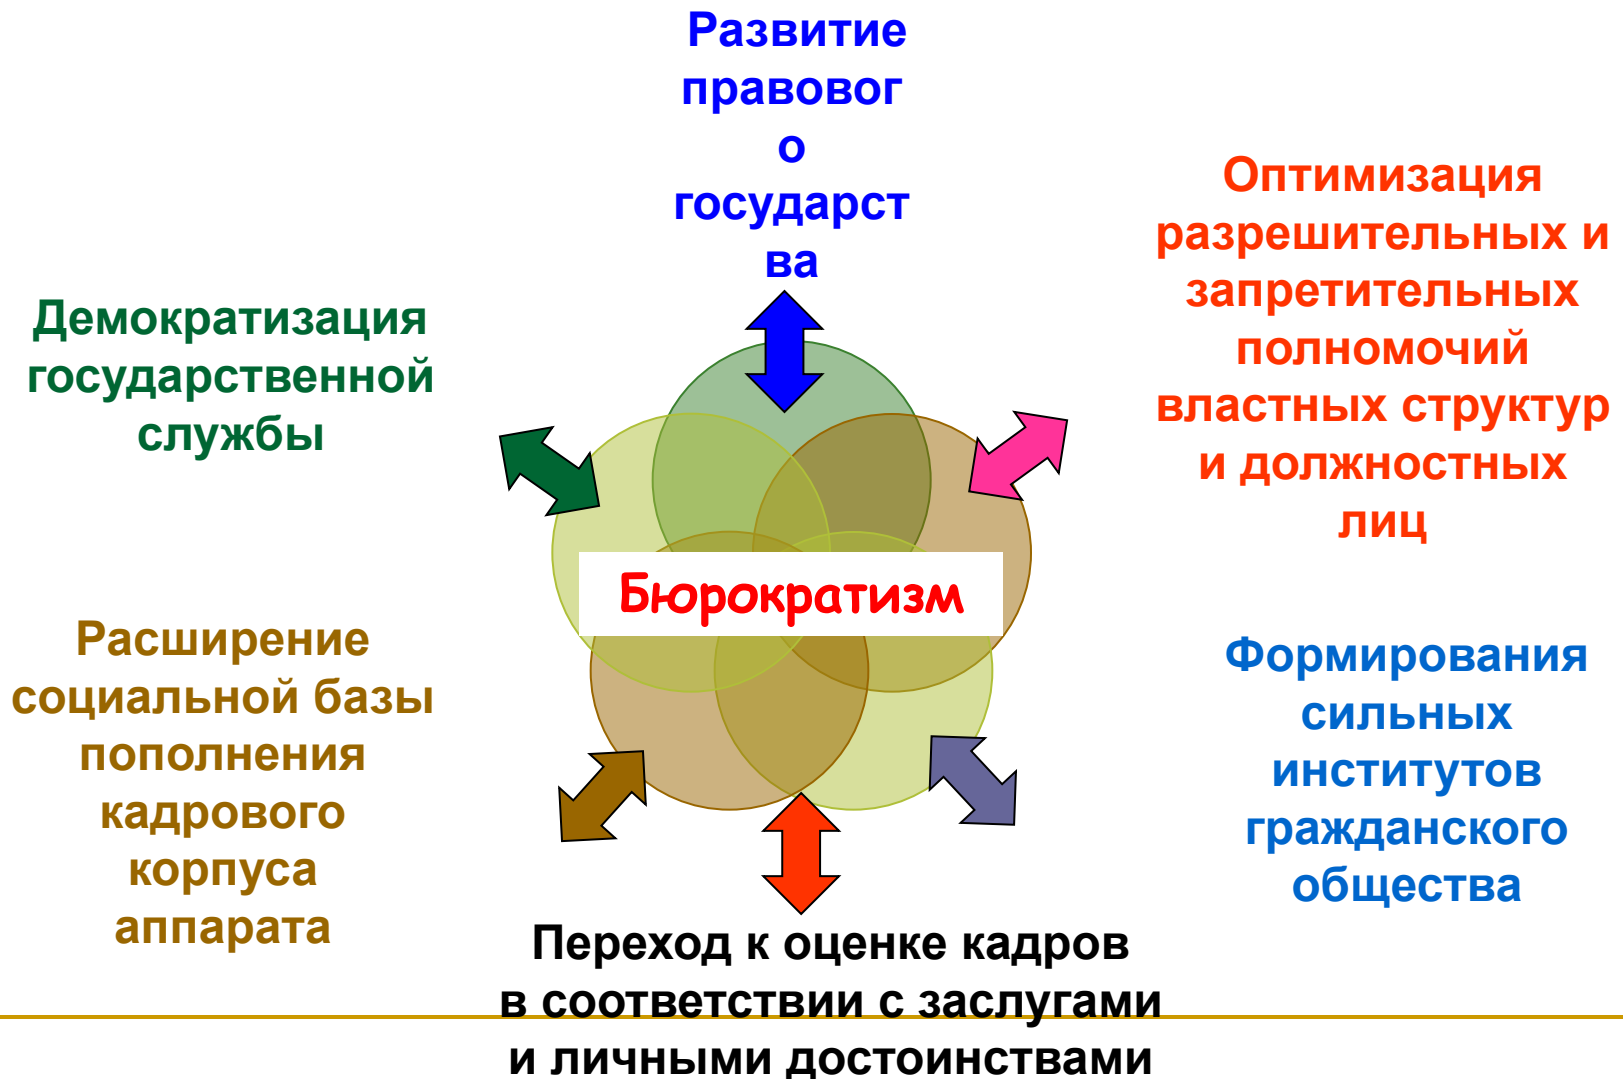 Развитие
правовог
о
государст
ва
Оптимизация
разрешительных и
запретительных
полномочий
властных структур
и должностных
лиц
Демократизация
государственной
службы
Бюрократизм
Расширение
социальной базы
пополнения
кадрового
корпуса
аппарата
Формирования
сильных
институтов
гражданского
общества
Переход к оценке кадров
в соответствии с заслугами
и личными достоинствами